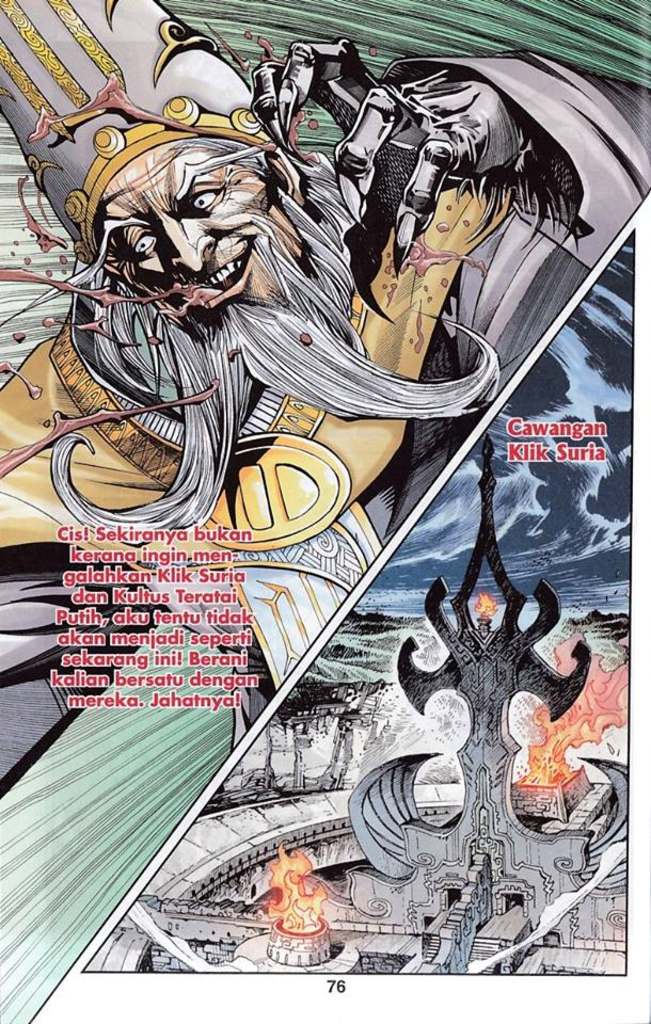 Cawangan
Klik Suria
Cis! Sekiranya bukan
kerana ingin men-
galahkan Klik Suria
dan Kultus Teratai
Putih, aku tentu tidak
akan menjadi seperti
sekarang ini! Berani
kalian bersatu dengan
mereka. Jahatnya!
76